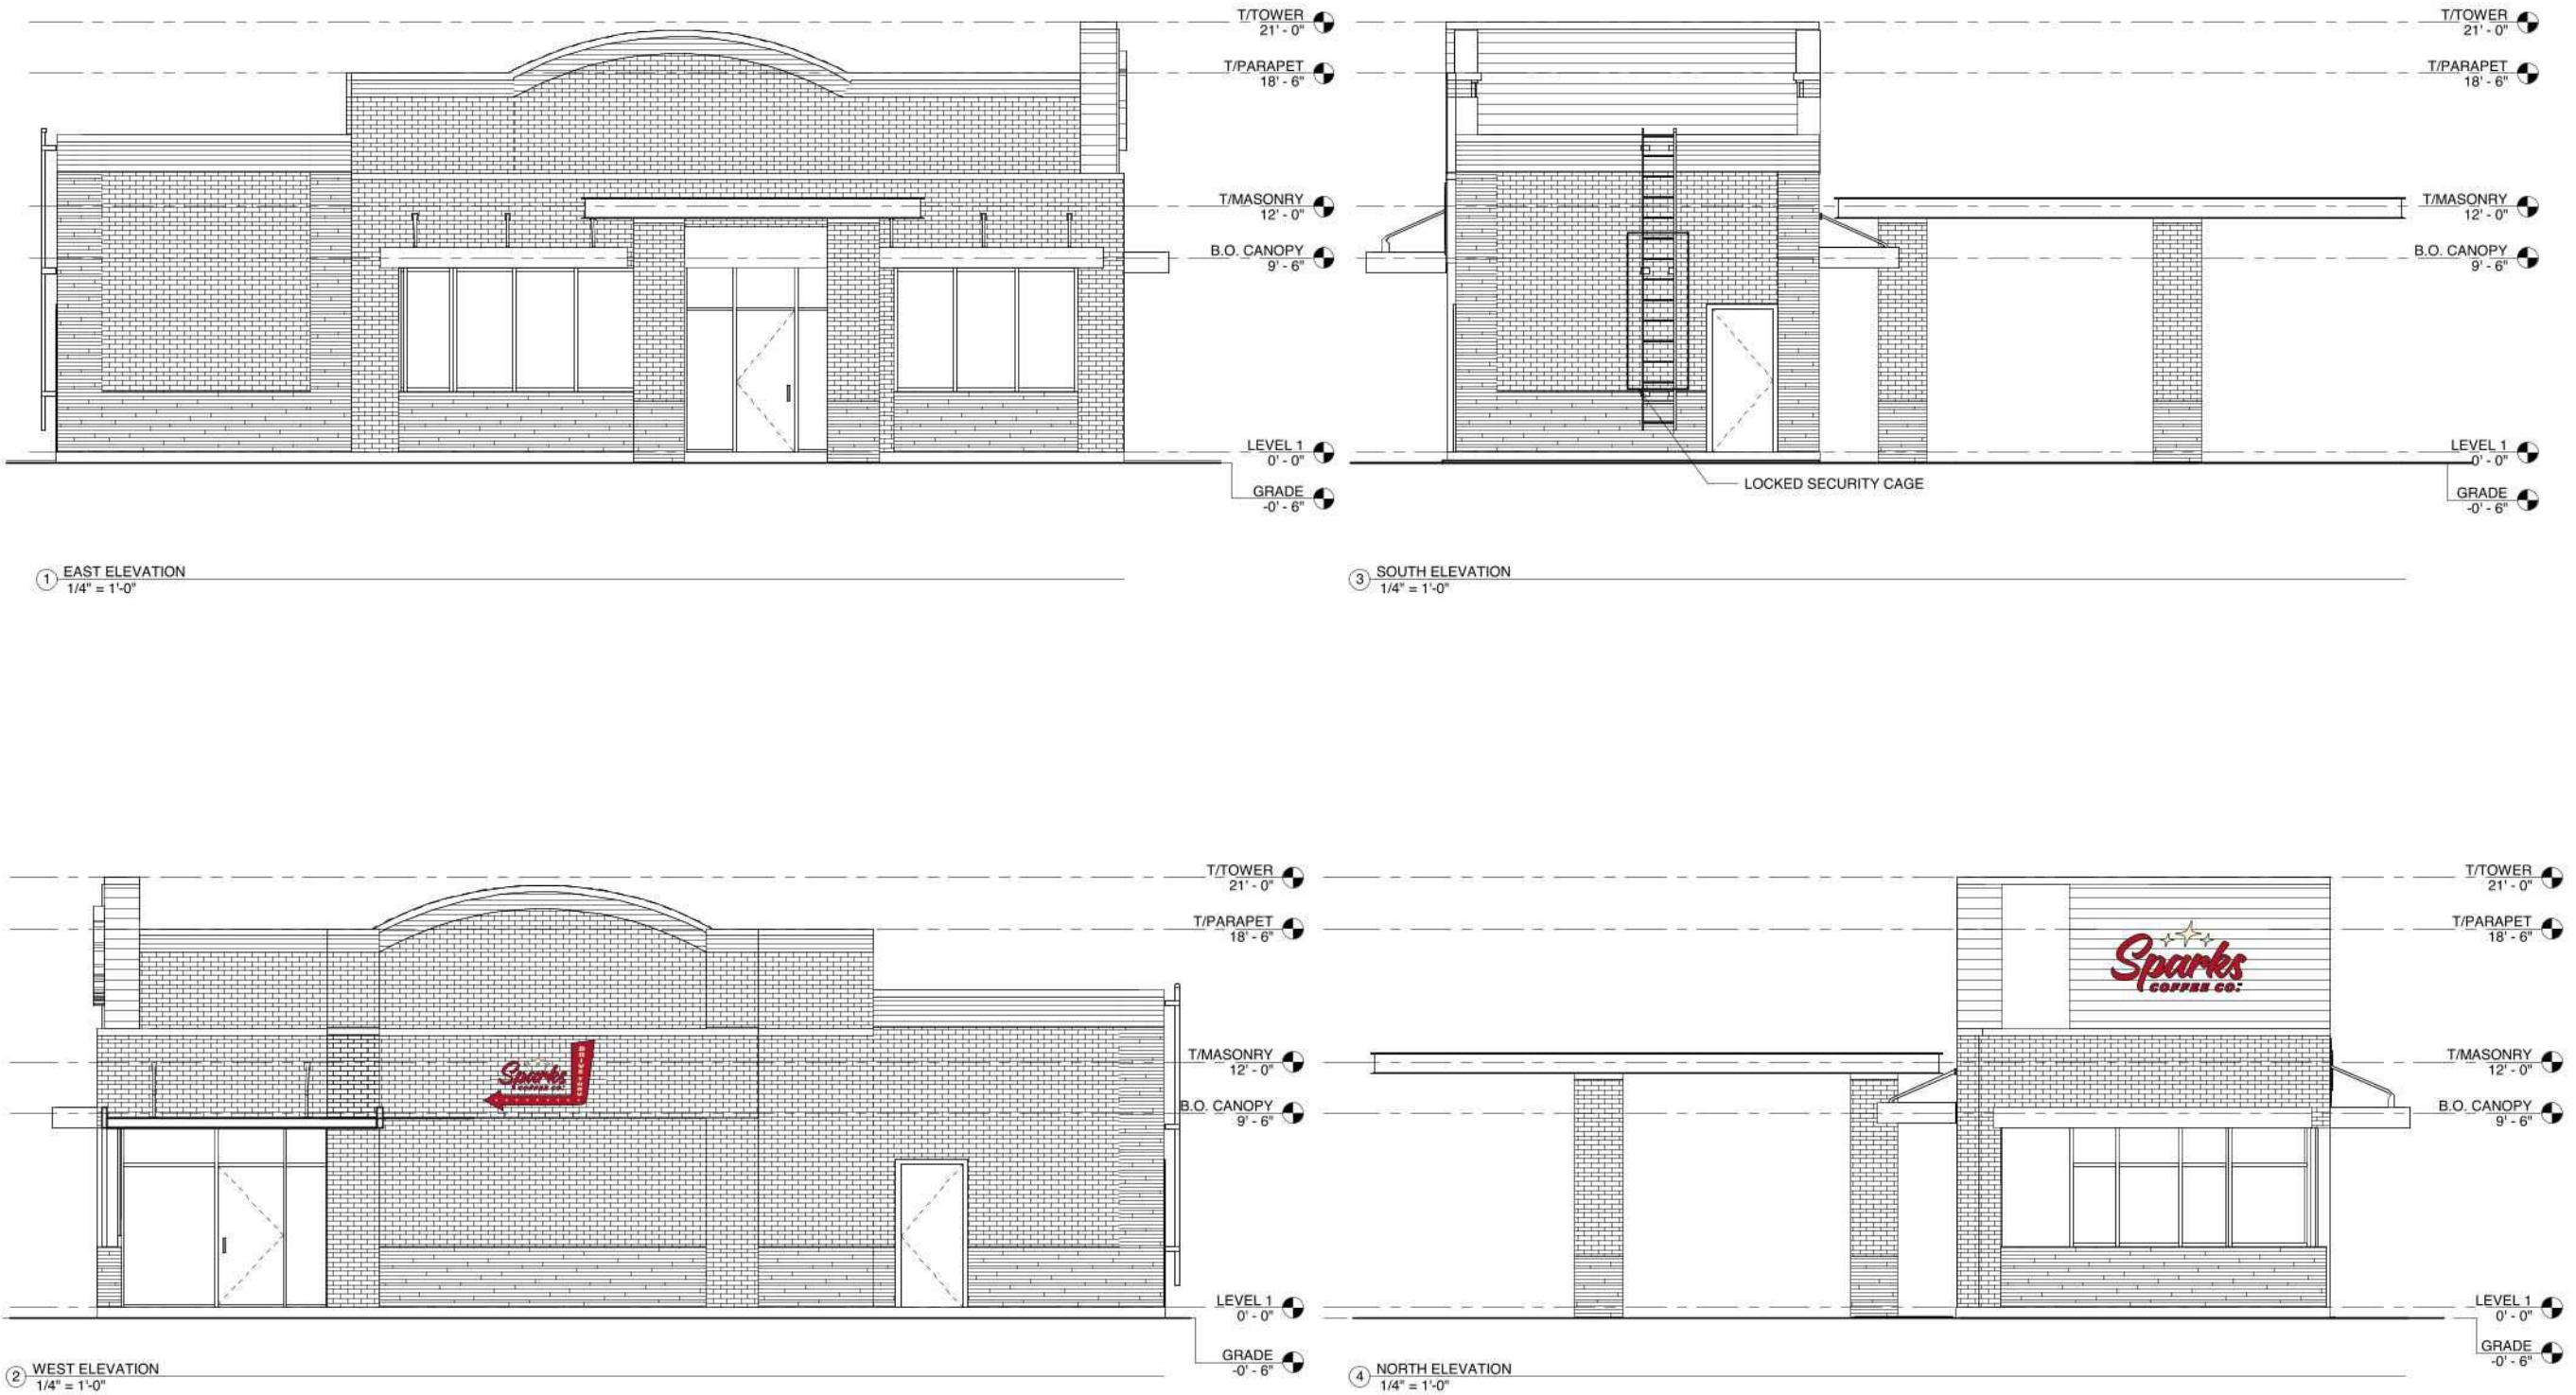 T/TOWER
21' - 0"
T/PARAPET
18' - 6"
T/MASONRY
12' - 0"
B.O. CANOPY
9' - 6"
LEVEL 1
0' - 0"
GRADE
-0' - 6"
1 EAST ELEVATION
1/4" = 1'-0"
T/TOWER
21' - 0"
T/PARAPET
18' - 6"
T/MASONRY
12' - 0"
B.O. CANOPY
9' - 6"
LEVEL 1
0' - 0"
GRADE
-0' - 6"
LOCKED SECURITY CAGE
3 SOUTH ELEVATION
1/4" = 1'-0"
T/TOWER
21' - 0"
T/PARAPET
18' - 6"
T/MASONRY
12' - 0"
B.O. CANOPY
9' - 6"
LEVEL 1
0' - 0"
GRADE
-0' - 6"
Sparks
COFFEE CO.
DRIVE THRU
2 WEST ELEVATION
1/4" = 1'-0"
T/TOWER
21' - 0"
T/PARAPET
18' - 6"
T/MASONRY
12' - 0"
B.O. CANOPY
9' - 6"
LEVEL 1
0' - 0"
GRADE
-0' - 6"
Sparks
COFFEE CO.
4 NORTH ELEVATION
1/4" = 1'-0"